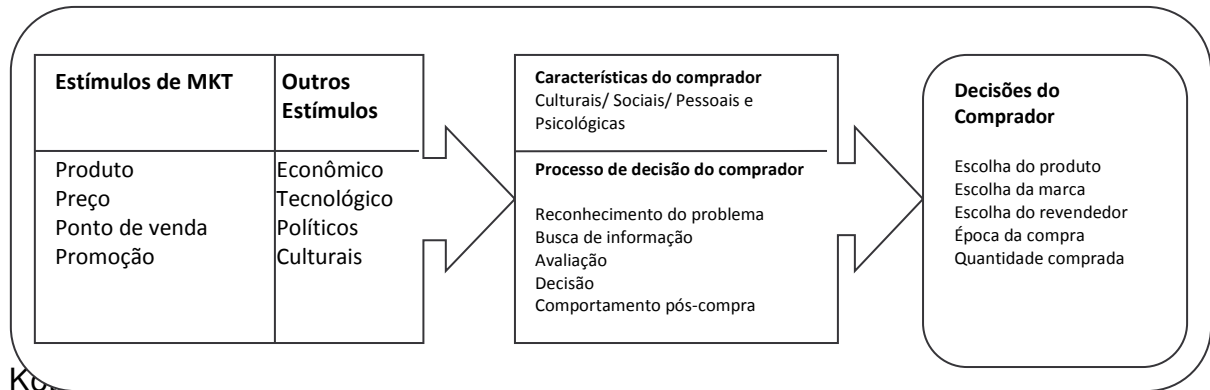 Estímulos de MKT
Outros
Estímulos
Produto
Preço
Ponto de venda
Promoção
Econômico
Tecnológico
Políticos
Culturais
Características do comprador
Culturais/ Sociais/ Pessoais e
Psicológicas
Processo de decisão do comprador
Reconhecimento do problema
Busca de informação
Avaliação
Decisão
Comportamento pós-compra
Decisões do
Comprador
Escolha do produto
Escolha da marca
Escolha do revendedor
Época da compra
Quantidade comprada